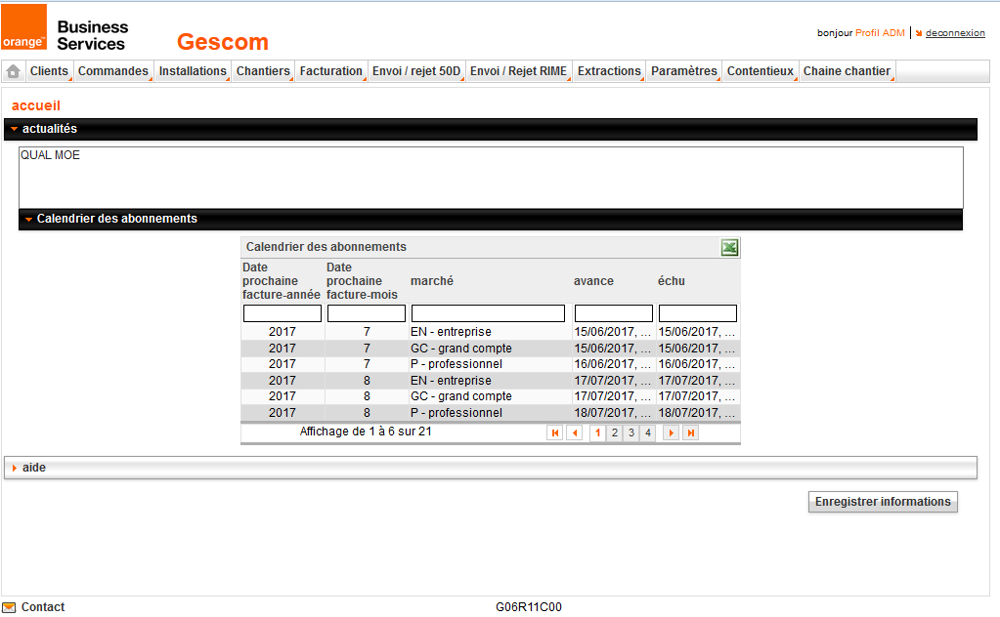 orange™
Business
Services
Gescom
bonjour Profil ADM | deconnexion
Clients Commandes Installations Chantiers Facturation Envoi / rejet 50D Envoi / Rejet RIME Extractions Paramètres Contentieux Chaine chantier
accueil
actualités
QUAL MOE
Calendrier des abonnements
Calendrier des abonnements
Date prochaine facture-année Date prochaine facture-mois marché avance échu
2017 7 EN - entreprise 15/06/2017, ... 15/06/2017, ...
2017 7 GC - grand compte 15/06/2017, ... 15/06/2017, ...
2017 7 P - professionnel 16/06/2017, ... 16/06/2017, ...
2017 8 EN - entreprise 17/07/2017, ... 17/07/2017, ...
2017 8 GC - grand compte 17/07/2017, ... 17/07/2017, ...
2017 8 P - professionnel 18/07/2017, ... 18/07/2017, ...
Affichage de 1 à 6 sur 21 1 2 3 4
aide
Enregistrer informations
Contact G06R11C00